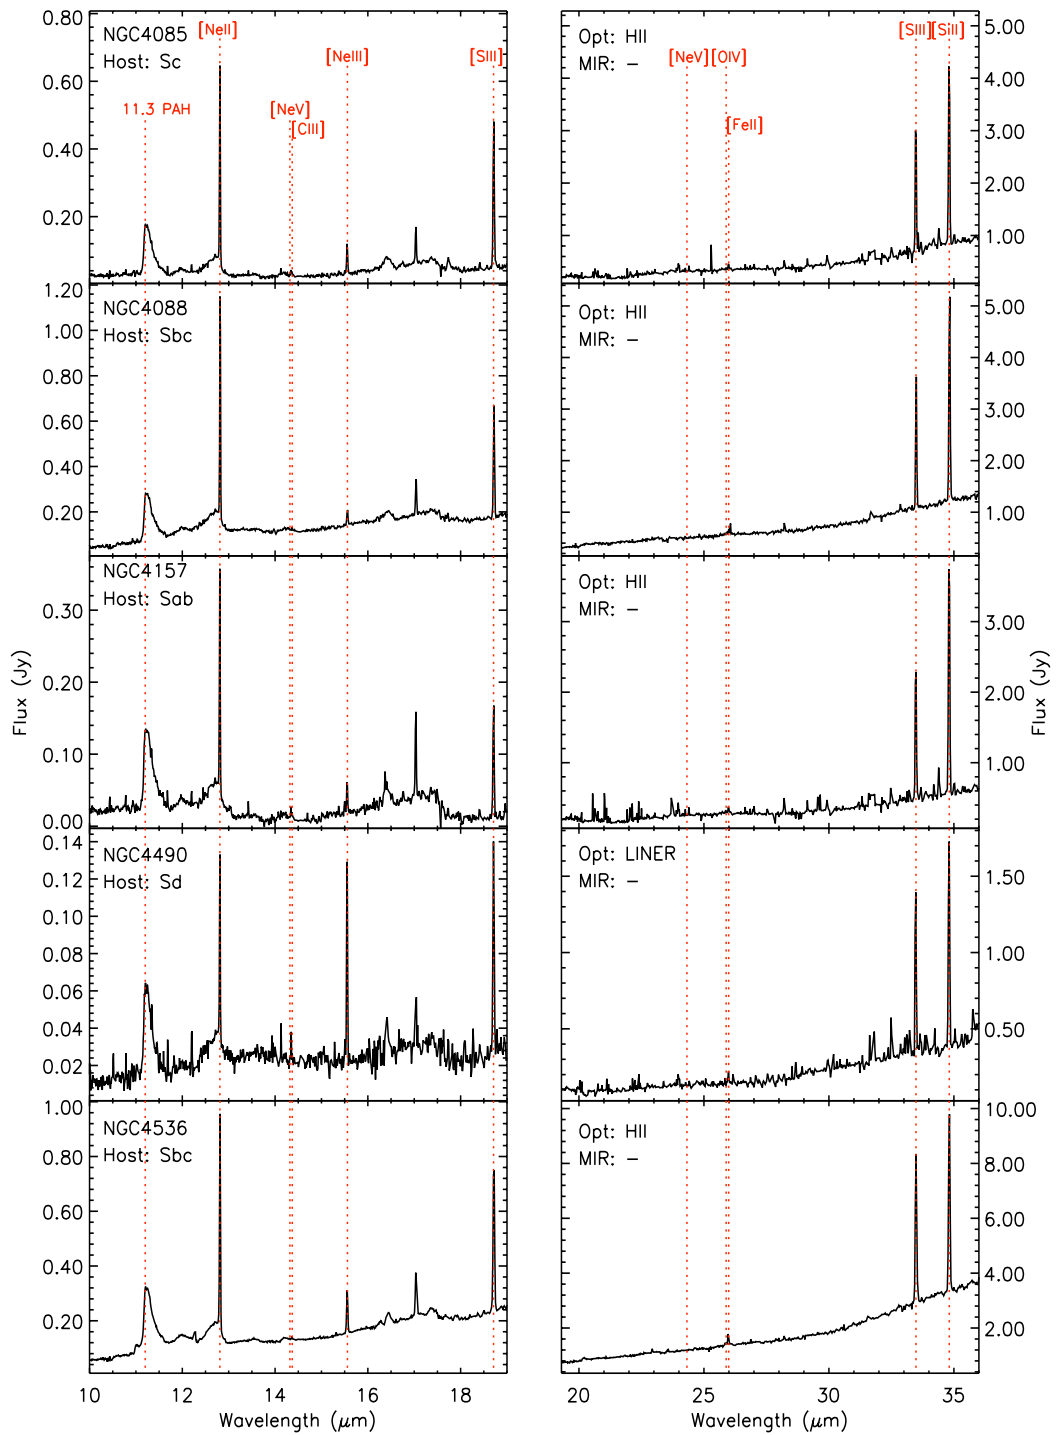 NGC4085
Host: Sc
[NeII]
[NeIII]
[SIII]
11.3 PAH
[NeV]
[CIII]
0.80
0.60
0.40
0.20
Opt: HII
MIR: –
[NeV]
[OIV]
[FeII]
[SIII]
[SiII]
5.00
4.00
3.00
2.00
1.00
NGC4088
Host: Sbc
1.20
1.00
0.80
0.60
0.40
0.20
Opt: HII
MIR: –
5.00
4.00
3.00
2.00
1.00
NGC4157
Host: Sab
0.30
0.20
0.10
0.00
Flux (Jy)
Opt: HII
MIR: –
3.00
2.00
1.00
Flux (Jy)
NGC4490
Host: Sd
0.14
0.12
0.10
0.08
0.06
0.04
0.02
Opt: LINER
MIR: –
1.50
1.00
0.50
NGC4536
Host: Sbc
1.00
0.80
0.60
0.40
0.20
Opt: HII
MIR: –
10.00
8.00
6.00
4.00
2.00
10 12 14 16 18
Wavelength (μm)
20 25 30 35
Wavelength (μm)